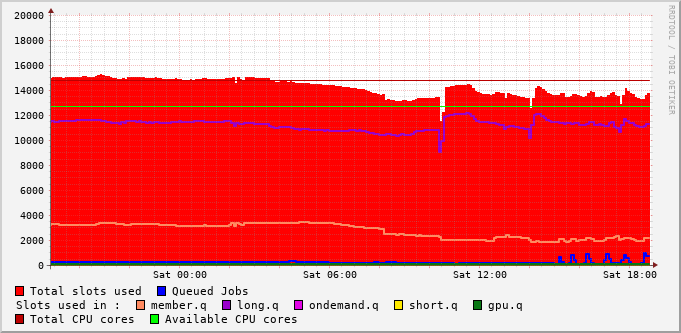 20000
18000
16000
14000
12000
10000
8000
6000
4000
2000
0
Sat 00:00 Sat 06:00 Sat 12:00 Sat 18:00
RRDTOOL / TOBI OETIKER
Total slots used Queued Jobs
Slots used in : member.q long.q ondemand.q short.q gpu.q
Total CPU cores Available CPU cores